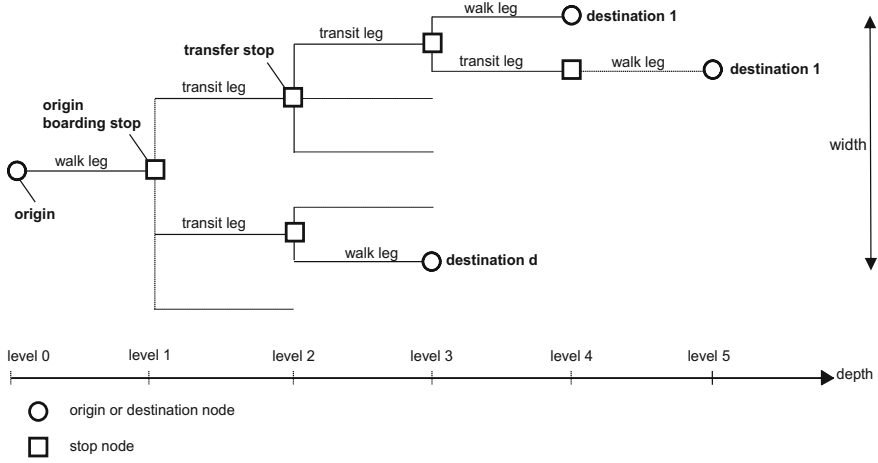 walk leg
destination 1
transit leg
transfer stop
transit leg
walk leg
destination 1
transit leg
origin
boarding stop
width
walk leg
origin
transit leg
walk leg
destination d
level 0
level 1
level 2
level 3
level 4
level 5
depth
origin or destination node
stop node